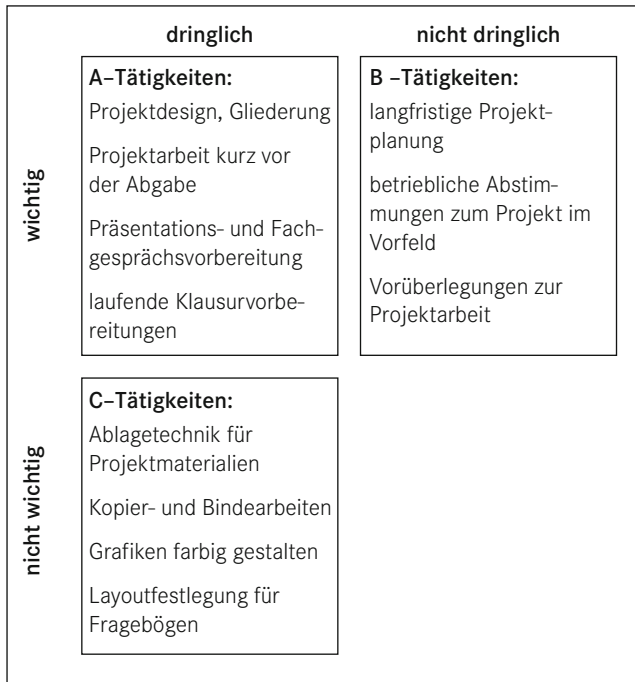 dringlich
nicht dringlich
wichtig
A–Tätigkeiten:
Projektdesign, Gliederung
Projektarbeit kurz vor
der Abgabe
Präsentations- und Fach-
gesprächsvorbereitung
laufende Klausurvorbe-
reitungen
B –Tätigkeiten:
langfristige Projekt-
planung
betriebliche Abstim-
mungen zum Projekt im
Vorfeld
Vorüberlegungen zur
Projektarbeit
nicht wichtig
C–Tätigkeiten:
Ablagetechnik für
Projektmaterialien
Kopier- und Bindearbeiten
Grafiken farbig gestalten
Layoutfestlegung für
Fragebögen